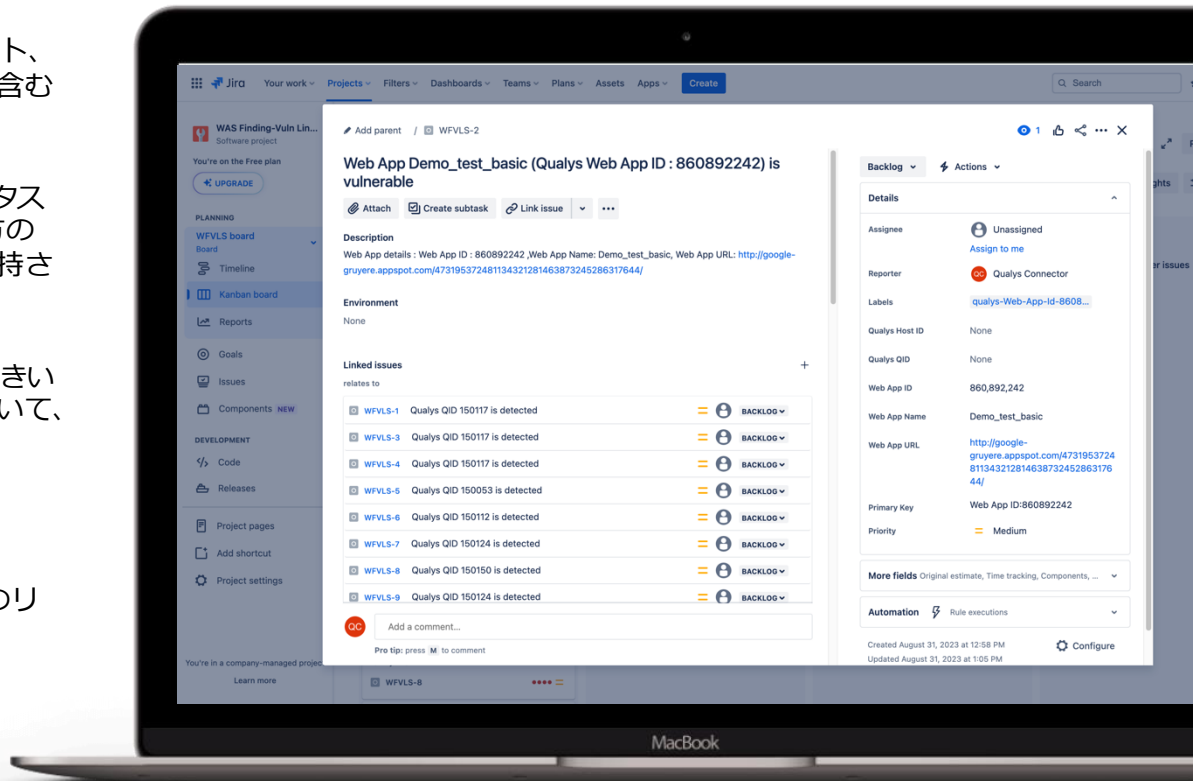 ト、
含む
タス
持さ
きい
いて、
リ
Jira
Your work
Projects
Filters
Dashboards
Teams
Plans
Assets
Apps
Create
Search
WAS Finding-Vuln Lin...
Software project
You're on the Free plan
UPGRADE
PLANNING
WFVLS board
Board
Timeline
Kanban board
Reports
Goals
Issues
Components NEW
DEVELOPMENT
Code
Releases
Project pages
Add shortcut
Project settings
You're in a company-managed projec
Learn more
Add parent / WFVLS-2
1
Web App Demo_test_basic (Qualys Web App ID : 860892242) is
vulnerable
Attach
Create subtask
Link issue
Description
Web App details : Web App ID : 860892242 ,Web App Name: Demo_test_basic, Web App URL: http://google-
gruyere.appspot.com/473195372481134321281463873245286317644/
Environment
None
Linked issues
relates to
WFVLS-1 Qualys QID 150117 is detected BACKLOG
WFVLS-3 Qualys QID 150117 is detected BACKLOG
WFVLS-4 Qualys QID 150117 is detected BACKLOG
WFVLS-5 Qualys QID 150053 is detected BACKLOG
WFVLS-6 Qualys QID 150112 is detected BACKLOG
WFVLS-7 Qualys QID 150124 is detected BACKLOG
WFVLS-8 Qualys QID 150150 is detected BACKLOG
WFVLS-9 Qualys QID 150124 is detected BACKLOG
QC
Add a comment...
Pro tip: press M to comment
WFVLS-8
Backlog
Actions
Details
Assignee Unassigned
Assign to me
Reporter QC Qualys Connector
Labels qualys-Web-App-Id-8608...
Qualys Host ID None
Qualys QID None
Web App ID 860,892,242
Web App Name Demo_test_basic
Web App URL http://google-
gruyere.appspot.com/4731953724
811343212814638732452863176
44/
Primary Key Web App ID:860892242
Priority Medium
More fields Original estimate, Time tracking, Components, ...
Automation Rule executions
Created August 31, 2023 at 12:58 PM
Configure
Updated August 31, 2023 at 1:05 PM
ghts
er issues
MacBook